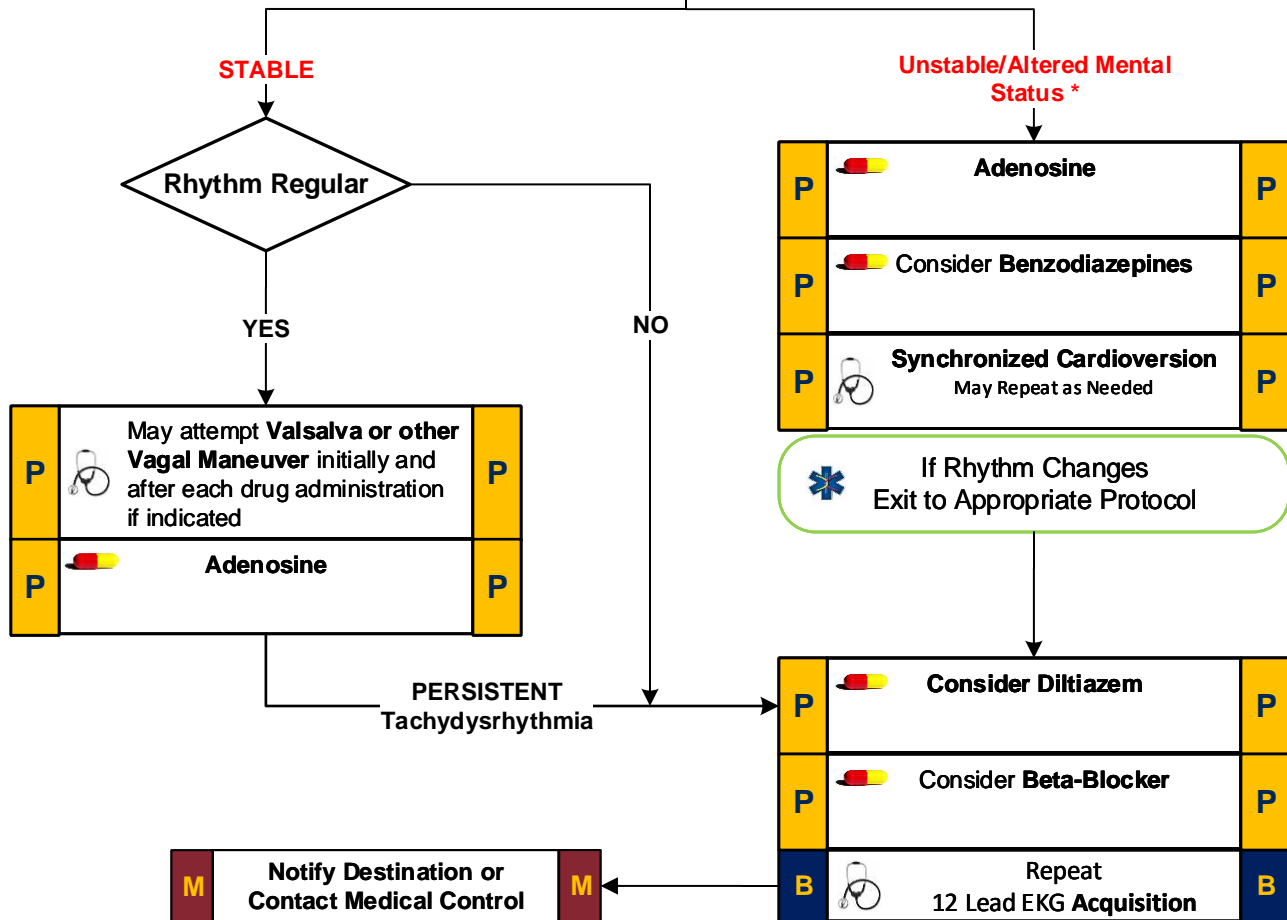 STABLE
Unstable/Altered Mental
Status *
Rhythm Regular
YES
NO
P
Adenosine
P
P
Consider Benzodiazepines
P
P
Synchronized Cardioversion
May Repeat as Needed
P
If Rhythm Changes
Exit to Appropriate Protocol
P
May attempt Valsalva or other
Vagal Maneuver initially and
after each drug administration
if indicated
P
P
Adenosine
P
PERSISTENT
Tachydysrhythmia
P
Consider Diltiazem
P
P
Consider Beta-Blocker
P
B
Repeat
12 Lead EKG Acquisition
B
M
Notify Destination or
Contact Medical Control
M